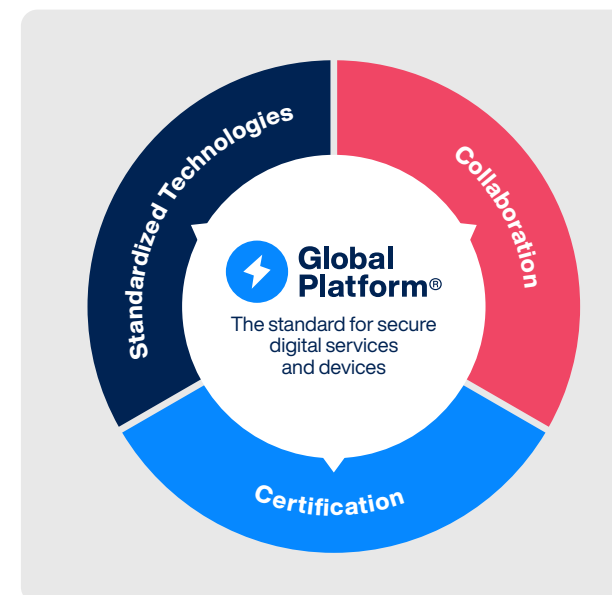 Standardized Technologies
Collaboration
Global
Platform®
The standard for secure
digital services
and devices
Certification